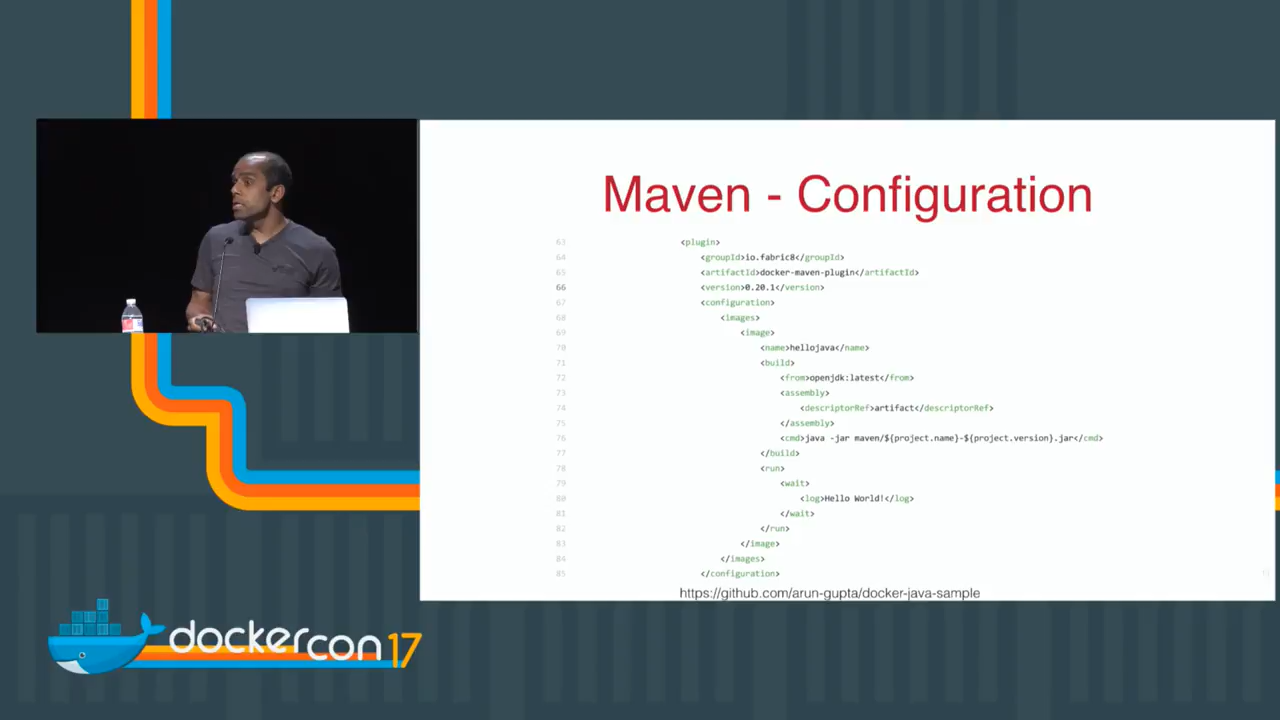 Maven - Configuration
63 <plugin>
64 <groupId>io.fabric8</groupId>
65 <artifactId>docker-maven-plugin</artifactId>
66 <version>0.20.1</version>
67 <configuration>
68 <images>
69 <image>
70 <name>hellojava</name>
71 <build>
72 <from>openjdk:latest</from>
73 <assembly>
74 <descriptorRef>artifact</descriptorRef>
75 </assembly>
76 <cmd>java -jar maven/${project.name}-${project.version}.jar</cmd>
77 </build>
78 <run>
79 <wait>
80 <log>Hello World!</log>
81 </wait>
82 </run>
83 </image>
84 </images>
85 </configuration>
https://github.com/arun-gupta/docker-java-sample
dockercon 17